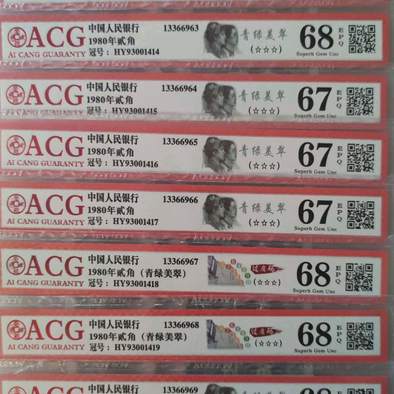 ACG
AI CANG GUARANTY
中国人民银行
1980年贰角
冠号：HY93001414
13366963
青绿美翠
(☆☆☆)
68
EPQ
Superb Gem Unc
ACG
AI CANG GUARANTY
中国人民银行
1980年贰角
冠号：HY93001415
13366964
青绿美翠
(☆☆☆)
67
EPQ
Superb Gem Unc
ACG
AI CANG GUARANTY
中国人民银行
1980年贰角
冠号：HY93001416
13366965
青绿美翠
(☆☆☆)
67
EPQ
Superb Gem Unc
ACG
AI CANG GUARANTY
中国人民银行
1980年贰角
冠号：HY93001417
13366966
青绿美翠
(☆☆☆)
67
EPQ
Superb Gem Unc
ACG
AI CANG GUARANTY
中国人民银行
1980年贰角（青绿美翠）
冠号：HY93001418
13366967
(☆☆☆)
68
EPQ
Superb Gem Unc
ACG
AI CANG GUARANTY
中国人民银行
1980年贰角（青绿美翠）
冠号：HY93001419
13366968
(☆☆☆)
68
EPQ
Superb Gem Unc
ACG
中国人民银行
13366969
68